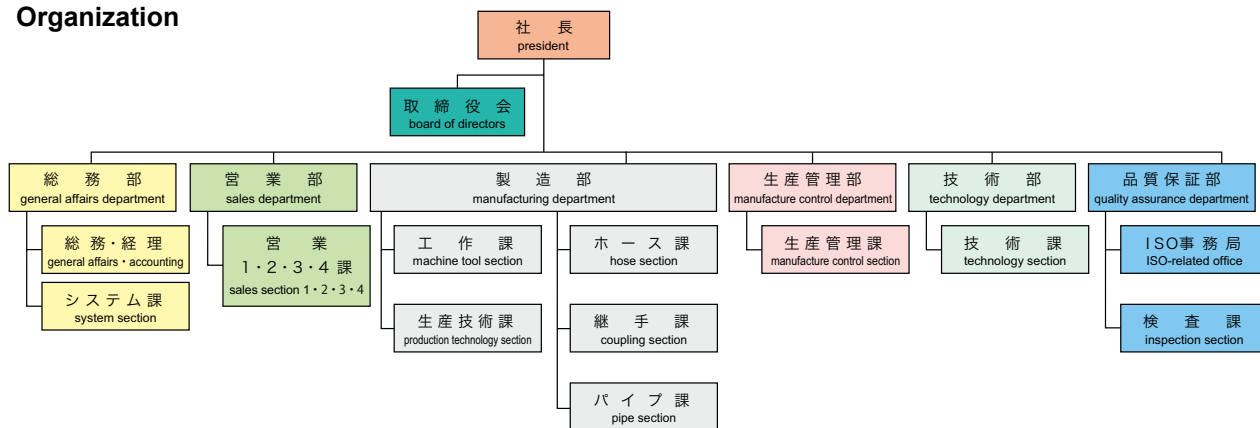 Organization
社長
president
取締役会
board of directors
総務部
general affairs department
営業部
sales department
製造部
manufacturing department
生産管理部
manufacture control department
技術部
technology department
品質保証部
quality assurance department
総務・経理
general affairs・accounting
システム課
system section
営業
1・2・3・4 課
sales section 1・2・3・4
工作課
machine tool section
生産技術課
production technology section
ホース課
hose section
継手課
coupling section
パイプ課
pipe section
生産管理課
manufacture control section
技術課
technology section
ISO事務局
ISO-related office
検査課
inspection section